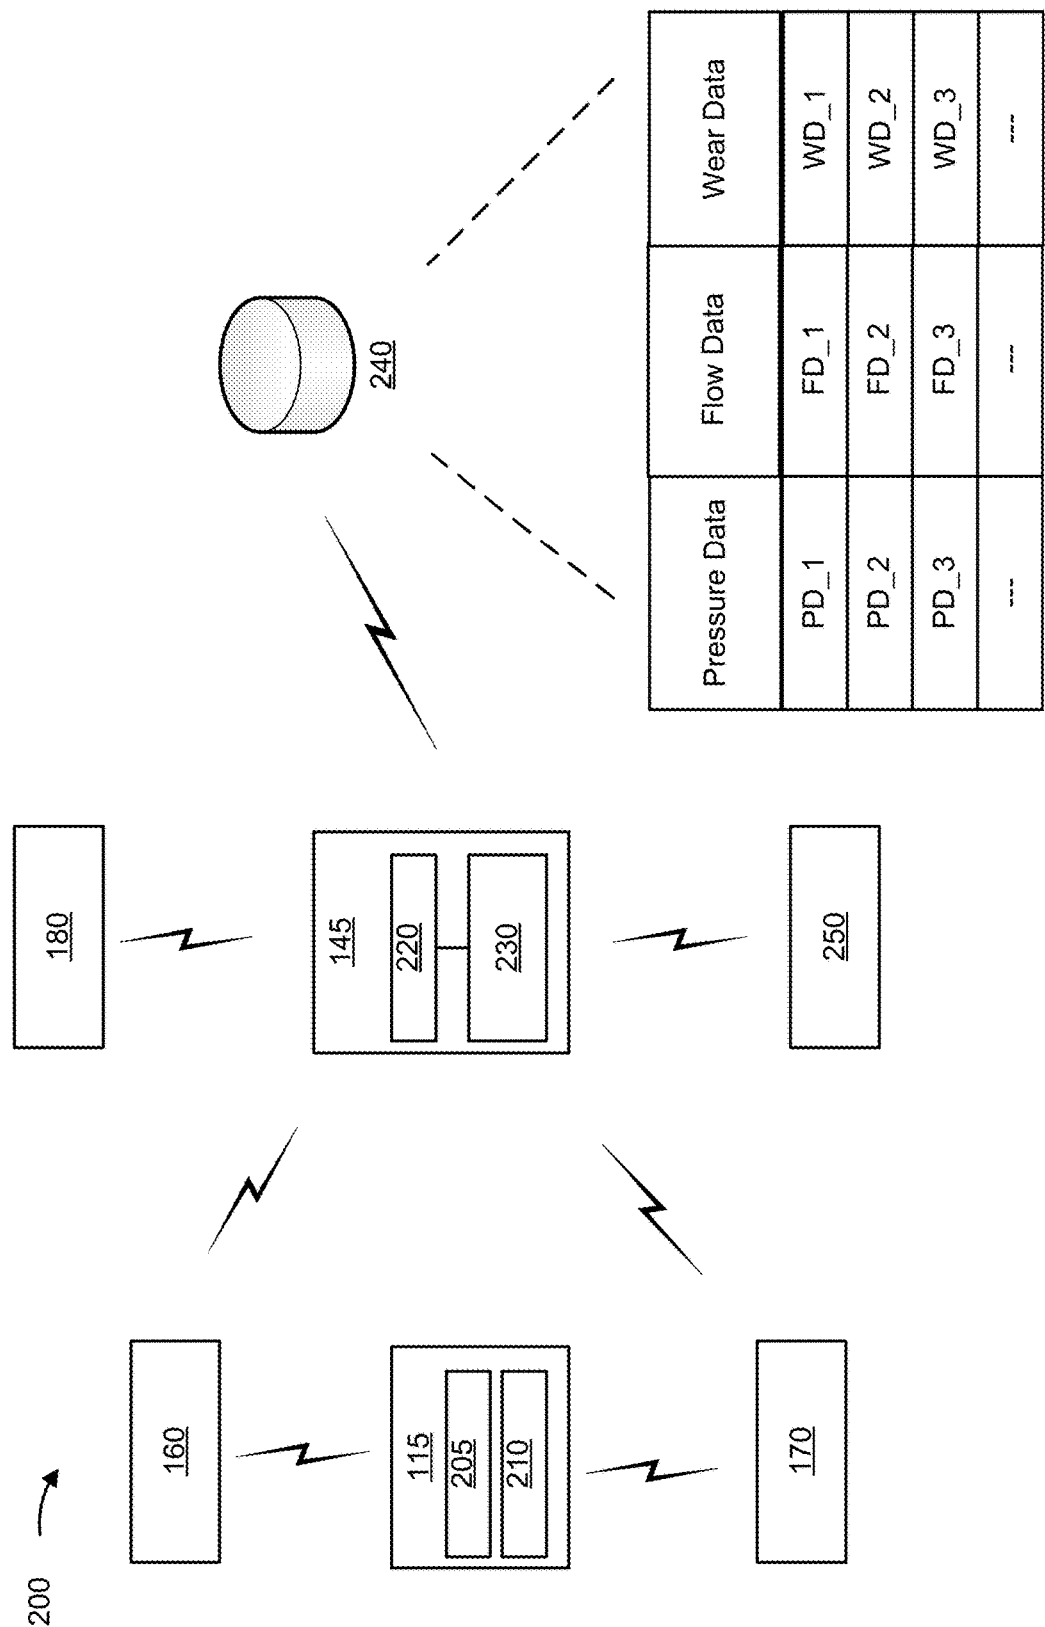 200
160
115
205
210
170
180
145
220
230
250
240
Pressure Data Flow Data Wear Data
PD_1 FD_1 WD_1
PD_2 FD_2 WD_2
PD_3 FD_3 WD_3
--- --- ---